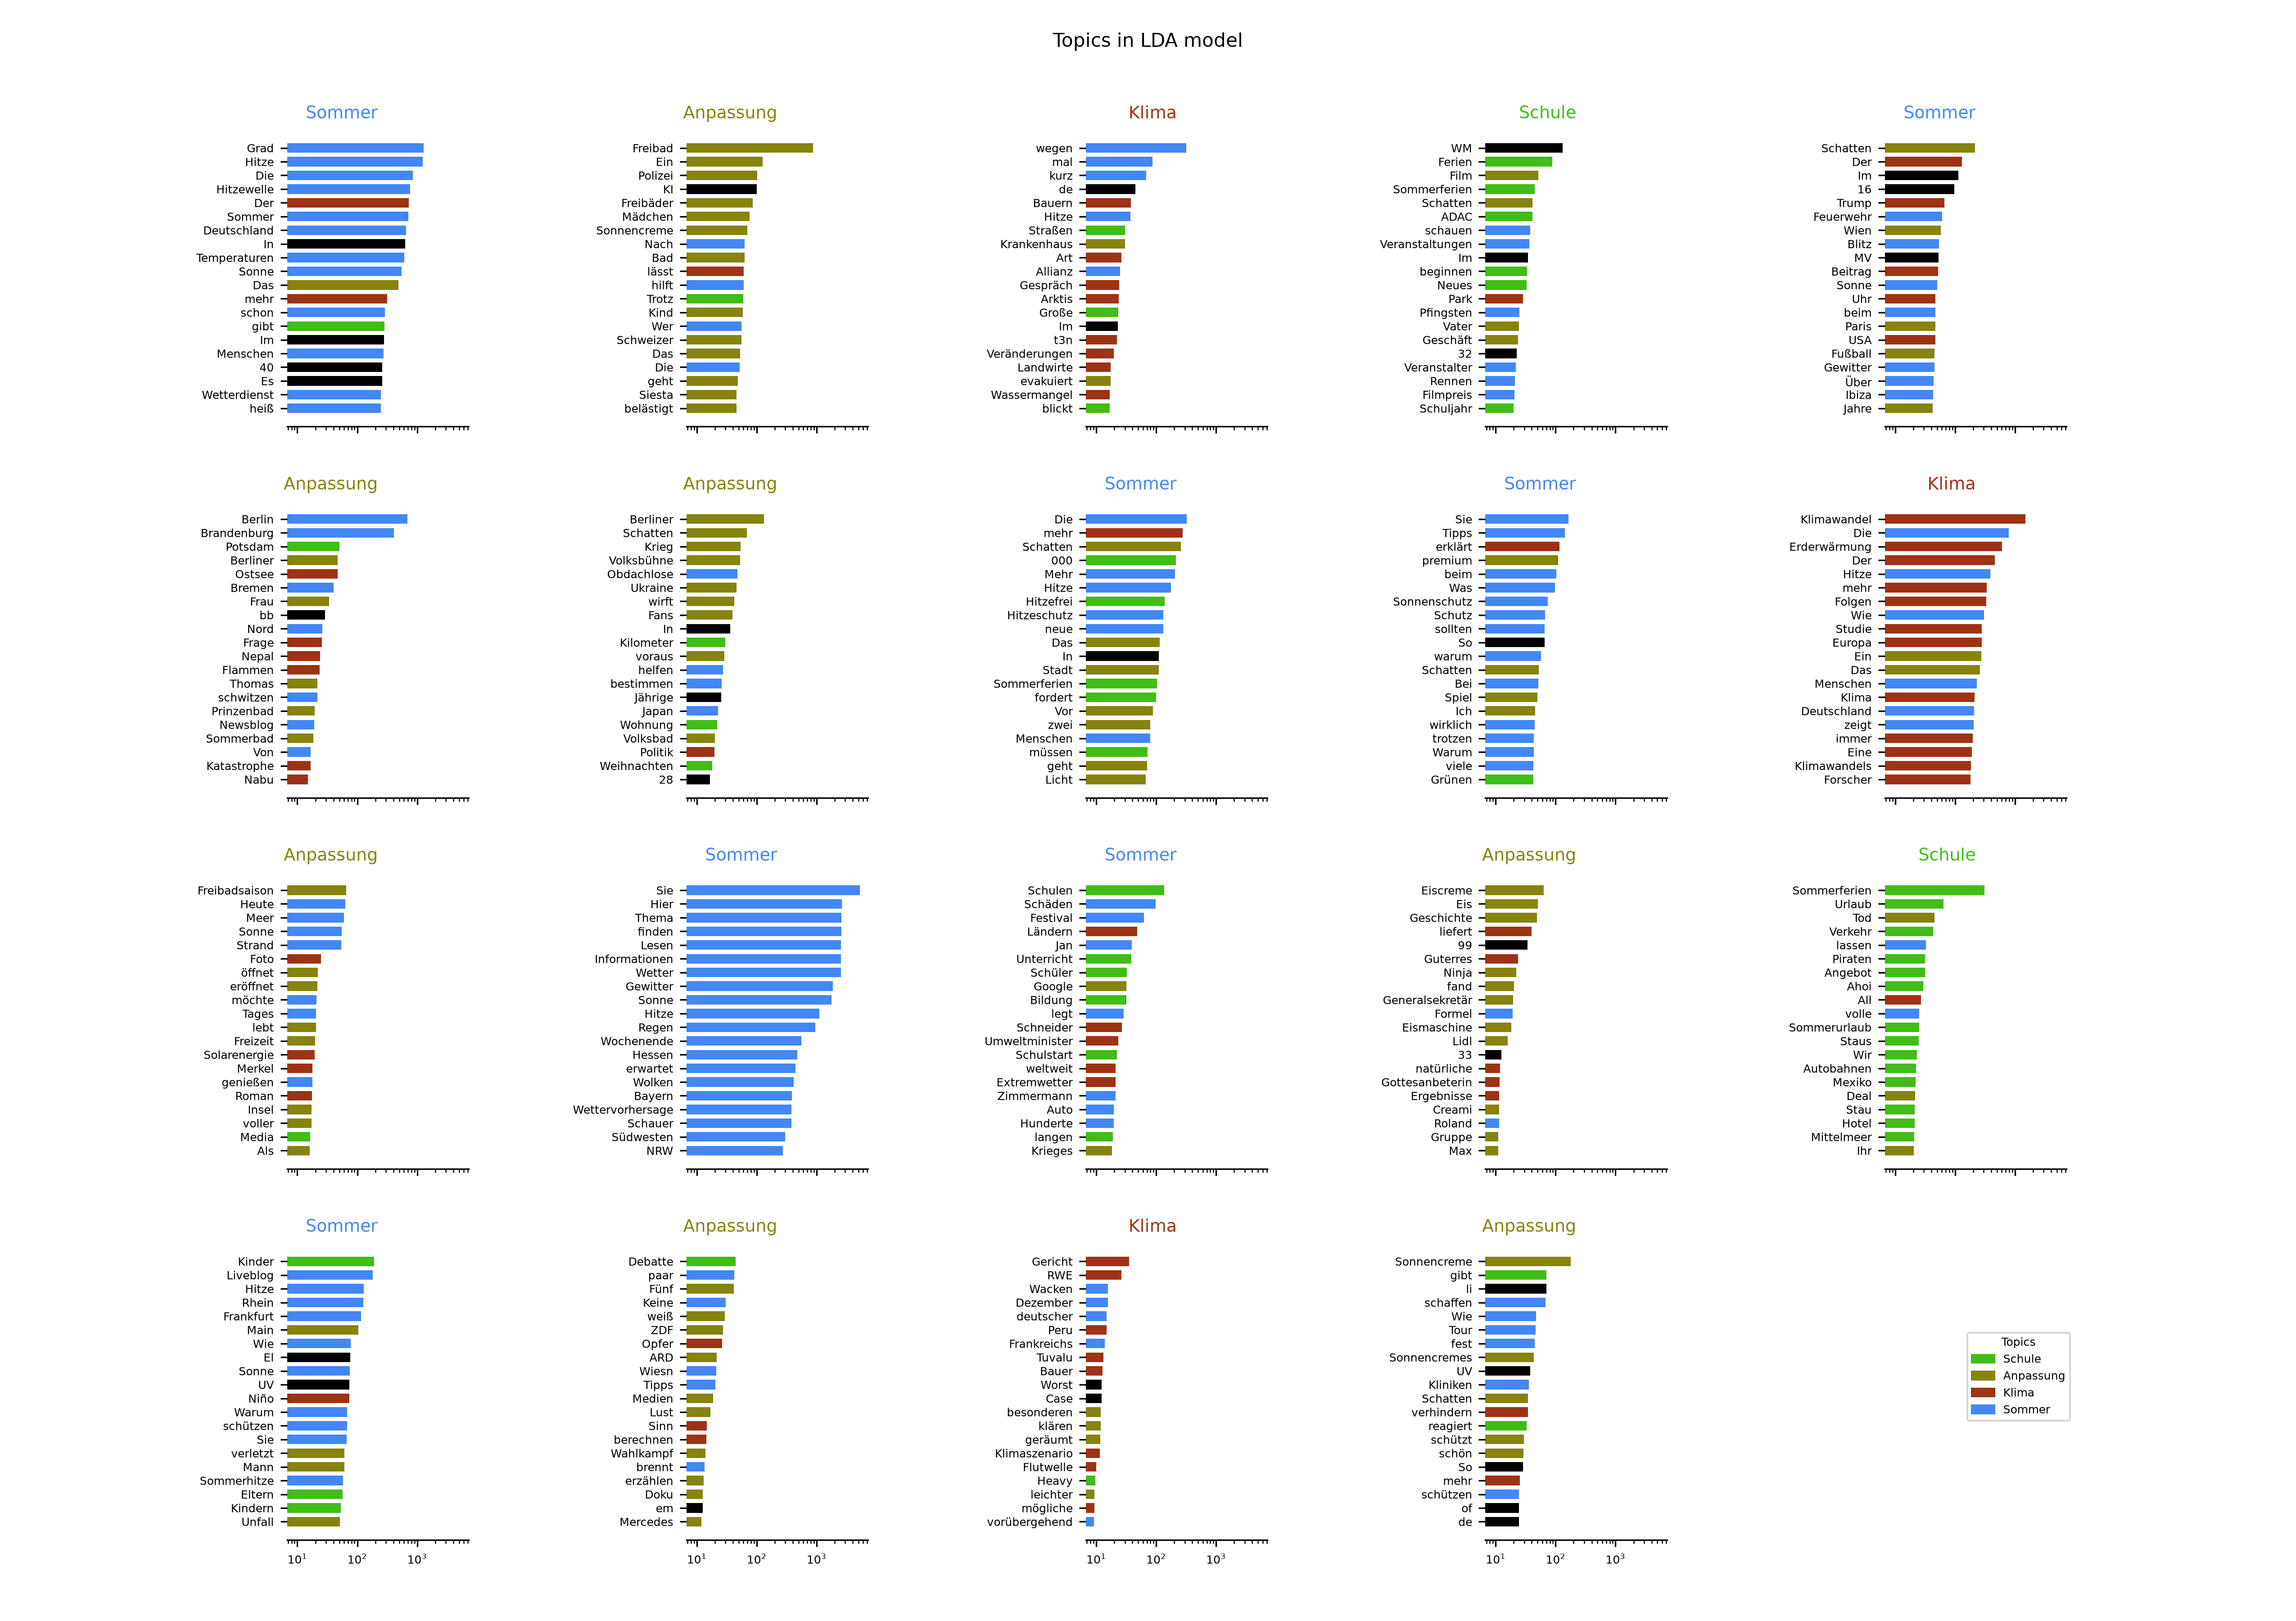 Topics in LDA model
Sommer
Grad
Hitze
Die
Hitzewelle
Der
Sommer
Deutschland
In
Temperaturen
Sonne
Das
mehr
schon
gibt
Im
Menschen
40
Es
Wetterdienst
heiß
Anpassung
Freibad
Ein
Polizei
KI
Freibäder
Mädchen
Sonnencreme
Nach
Bad
lässt
hilft
Trotz
Kind
Wer
Schweizer
Das
Die
geht
Siesta
belästigt
Klima
wegen
mal
kurz
de
Bauern
Hitze
Straßen
Krankenhaus
Art
Allianz
Gespräch
Arktis
Große
Im
t3n
Veränderungen
Landwirte
evakuiert
Wassermangel
blickt
Schule
WM
Ferien
Film
Sommerferien
Schatten
ADAC
schauen
Veranstaltungen
Im
beginnen
Neues
Park
Pfingsten
Vater
Geschäft
32
Veranstalter
Rennen
Filmpreis
Schuljahr
Sommer
Schatten
Der
Im
16
Trump
Feuerwehr
Wien
Blitz
MV
Beitrag
Sonne
Uhr
beim
Paris
USA
Fußball
Gewitter
Über
Ibiza
Jahre
Anpassung
Berlin
Brandenburg
Potsdam
Berliner
Ostsee
Bremen
Frau
bb
Nord
Frage
Nepal
Flammen
Thomas
schwitzen
Prinzenbad
Newsblog
Sommerbad
Von
Katastrophe
Nabu
Anpassung
Berliner
Schatten
Krieg
Volksbühne
Obdachlose
Ukraine
wirft
Fans
In
Kilometer
voraus
helfen
bestimmen
Jährige
Japan
Wohnung
Volksbad
Politik
Weihnachten
28
Sommer
Die
mehr
Schatten
000
Mehr
Hitze
Hitzefrei
Hitzeschutz
neue
Das
In
Stadt
Sommerferien
fordert
Vor
zwei
Menschen
müssen
geht
Licht
Sommer
Sie
Tipps
erklärt
premium
beim
Was
Sonnenschutz
Schutz
sollten
So
warum
Schatten
Bei
Spiel
Ich
wirklich
trotzen
Warum
viele
Grünen
Klima
Klimawandel
Die
Erderwärmung
Der
Hitze
mehr
Folgen
Wie
Studie
Europa
Ein
Das
Menschen
Klima
Deutschland
zeigt
immer
Eine
Klimawandels
Forscher
Anpassung
Freibadsaison
Heute
Meer
Sonne
Strand
Foto
öffnet
eröffnet
möchte
Tages
lebt
Freizeit
Solarenergie
Merkel
genießen
Roman
Insel
voller
Media
Als
Sommer
Sie
Hier
Thema
finden
Lesen
Informationen
Wetter
Gewitter
Sonne
Hitze
Regen
Wochenende
Hessen
erwartet
Wolken
Bayern
Wettervorhersage
Schauer
Südwesten
NRW
Sommer
Schulen
Schäden
Festival
Ländern
Jan
Unterricht
Schüler
Google
Bildung
legt
Schneider
Umweltminister
Schulstart
weltweit
Extremwetter
Zimmermann
Auto
Hunderte
langen
Krieges
Anpassung
Eiscreme
Eis
Geschichte
liefert
99
Guterres
Ninja
fand
Generalsekretär
Formel
Eismaschine
Lidl
33
natürliche
Gottesanbeterin
Ergebnisse
Creami
Roland
Gruppe
Max
Schule
Sommerferien
Urlaub
Tod
Verkehr
lassen
Piraten
Angebot
Ahoi
All
volle
Sommerurlaub
Staus
Wir
Autobahnen
Mexiko
Deal
Stau
Hotel
Mittelmeer
Ihr
Sommer
Kinder
Liveblog
Hitze
Rhein
Frankfurt
Main
Wie
El
Sonne
UV
Niño
Warum
schützen
Sie
verletzt
Mann
Sommerhitze
Eltern
Kindern
Unfall
10¹ 10² 10³
Anpassung
Debatte
paar
Fünf
Keine
weiß
ZDF
Opfer
ARD
Wiesn
Tipps
Medien
Lust
Sinn
berechnen
Wahlkampf
brennt
erzählen
Doku
em
Mercedes
10¹ 10² 10³
Klima
Gericht
RWE
Wacken
Dezember
deutscher
Peru
Frankreichs
Tuvalu
Bauer
Worst
Case
besonderen
klären
geräumt
Klimaszenario
Flutwelle
Heavy
leichter
mögliche
vorübergehend
10¹ 10² 10³
Anpassung
Sonnencreme
gibt
li
schaffen
Wie
Tour
fest
Sonnencremes
UV
Kliniken
Schatten
verhindern
reagiert
schützt
schön
So
mehr
schützen
of
de
10¹ 10² 10³
Topics
Schule
Anpassung
Klima
Sommer